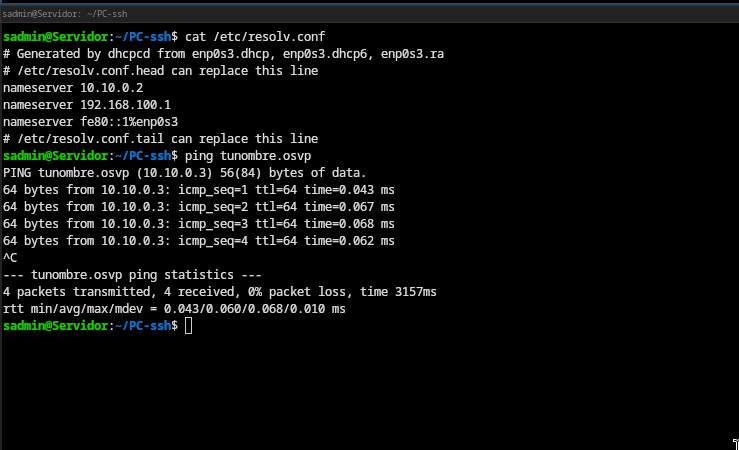 sadmin@Servidor: ~/PC-ssh
sadmin@Servidor:~/PC-ssh$ cat /etc/resolv.conf
# Generated by dhcpcd from enp0s3.dhcp, enp0s3.dhcp6, enp0s3.ra
# /etc/resolv.conf.head can replace this line
nameserver 10.10.0.2
nameserver 192.168.100.1
nameserver fe80::1%enp0s3
# /etc/resolv.conf.tail can replace this line
sadmin@Servidor:~/PC-ssh$ ping tunombre.osvp
PING tunombre.osvp (10.10.0.3) 56(84) bytes of data.
64 bytes from 10.10.0.3: icmp_seq=1 ttl=64 time=0.043 ms
64 bytes from 10.10.0.3: icmp_seq=2 ttl=64 time=0.067 ms
64 bytes from 10.10.0.3: icmp_seq=3 ttl=64 time=0.068 ms
64 bytes from 10.10.0.3: icmp_seq=4 ttl=64 time=0.062 ms
^C
--- tunombre.osvp ping statistics ---
4 packets transmitted, 4 received, 0% packet loss, time 3157ms
rtt min/avg/max/mdev = 0.043/0.060/0.068/0.010 ms
sadmin@Servidor:~/PC-ssh$